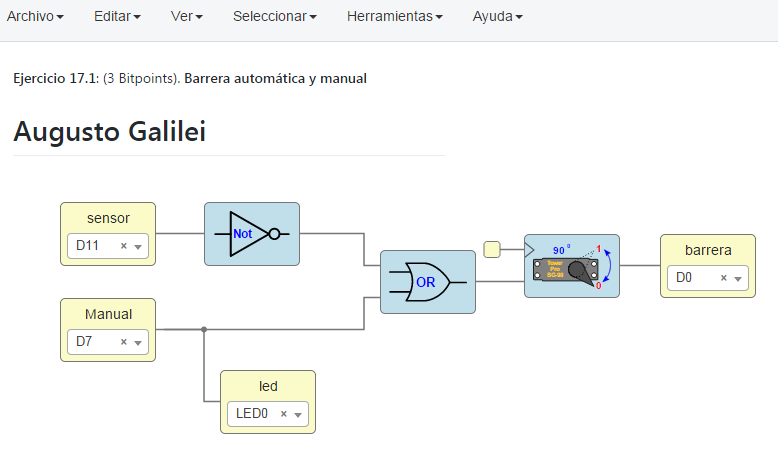 Archivo Editar Ver Seleccionar Herramientas Ayuda
Ejercicio 17.1: (3 Bitpoints). Barrera automática y manual
Augusto Galilei
sensor
D11 ×
Not
Manual
D7 ×
led
LED0 ×
OR
90° 1
Tower
Pro
SG-90
0
barrera
D0 ×